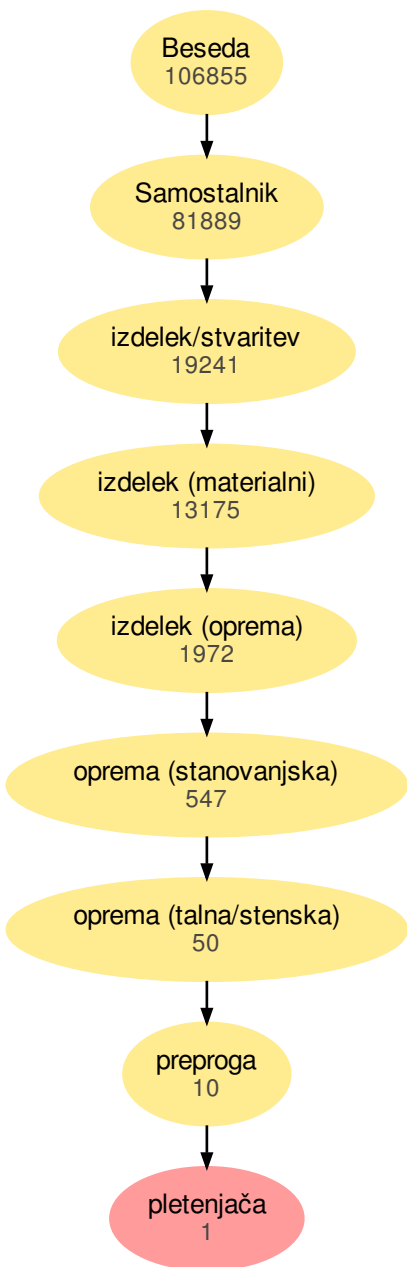 Beseda
106855
Samostalnik
81889
izdelek/stvaritev
19241
izdelek (materialni)
13175
izdelek (oprema)
1972
oprema (stanovanjska)
547
oprema (talna/stenska)
50
preproga
10
pletenjača
1